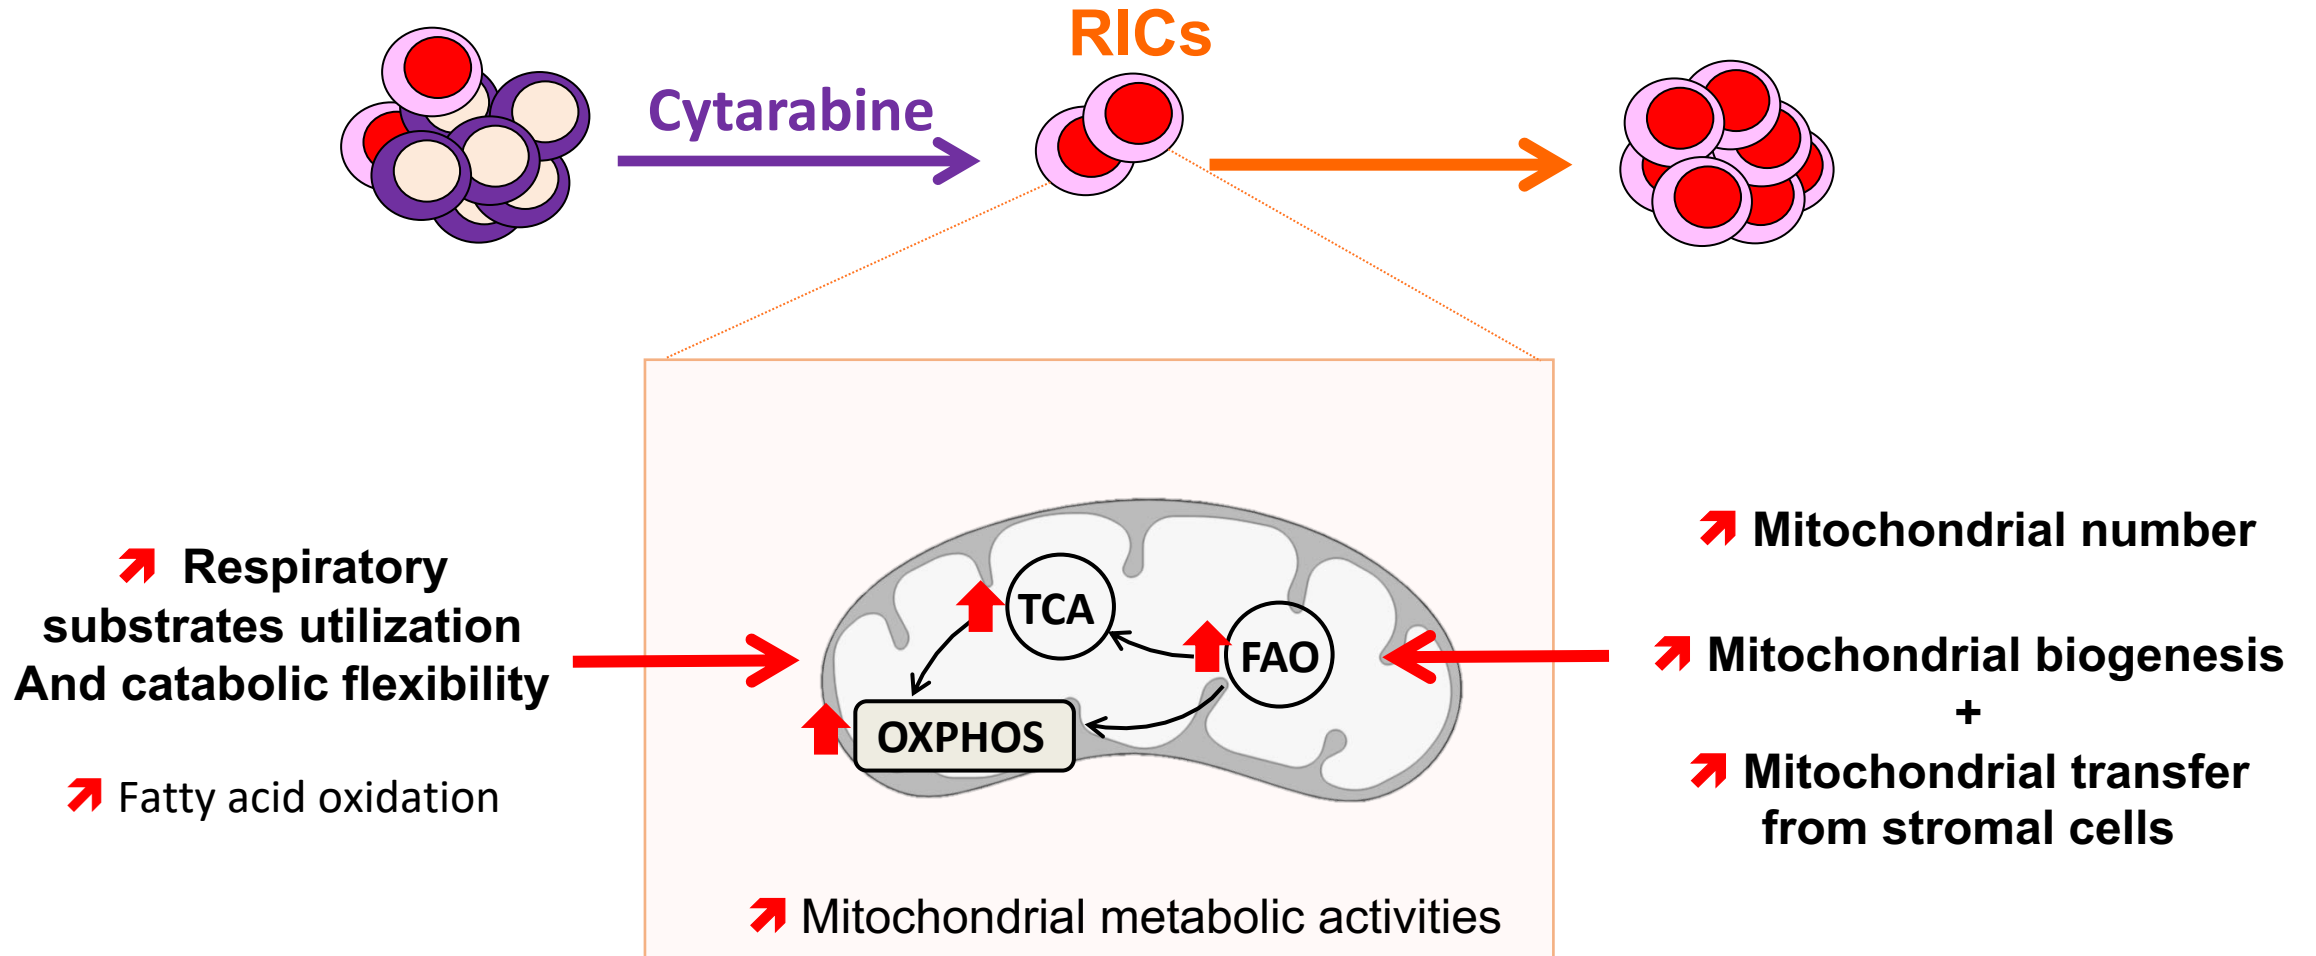 RICs
Cytarabine
Respiratory
substrates utilization
And catabolic flexibility
Fatty acid oxidation
TCA
FAO
OXPHOS
Mitochondrial metabolic activities
Mitochondrial number
Mitochondrial biogenesis
+
Mitochondrial transfer
from stromal cells